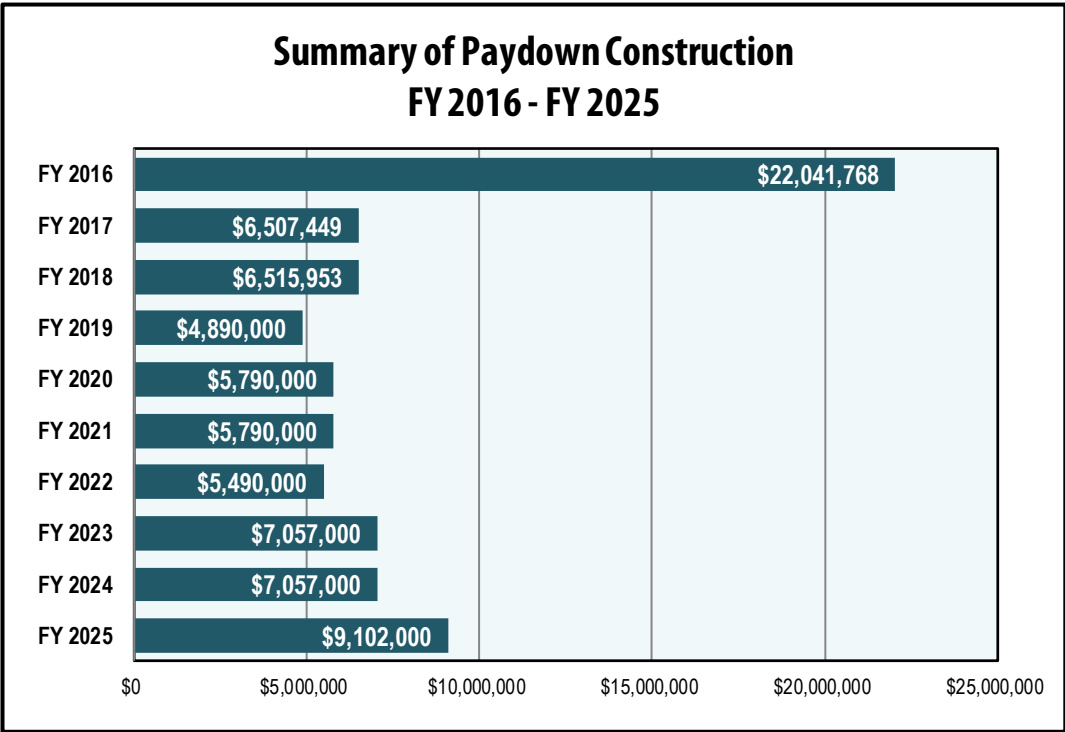 Summary of Paydown Construction
FY 2016 - FY 2025
FY 2016 $22,041,768
FY 2017 $6,507,449
FY 2018 $6,515,953
FY 2019 $4,890,000
FY 2020 $5,790,000
FY 2021 $5,790,000
FY 2022 $5,490,000
FY 2023 $7,057,000
FY 2024 $7,057,000
FY 2025 $9,102,000
$0 $5,000,000 $10,000,000 $15,000,000 $20,000,000 $25,000,000